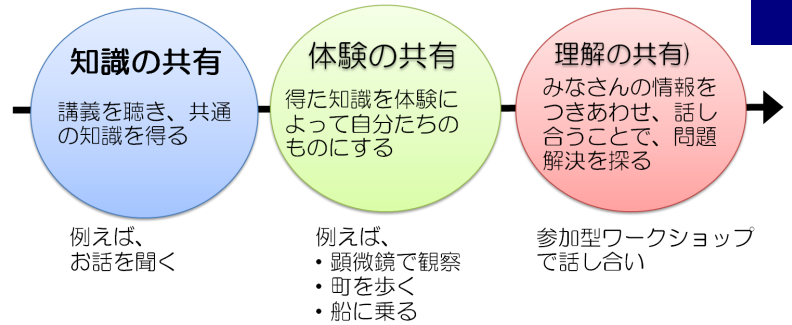 知識の共有
講義を聴き、共通
の知識を得る
例えば、
お話を聞く
体験の共有
得た知識を体験に
よって自分たちの
ものにする
例えば、
・顕微鏡で観察
・町を歩く
・船に乗る
理解の共有)
みなさんの情報を
つきあわせ、話し
合うことで、問題
解決を探る
参加型ワークショップ
で話し合い